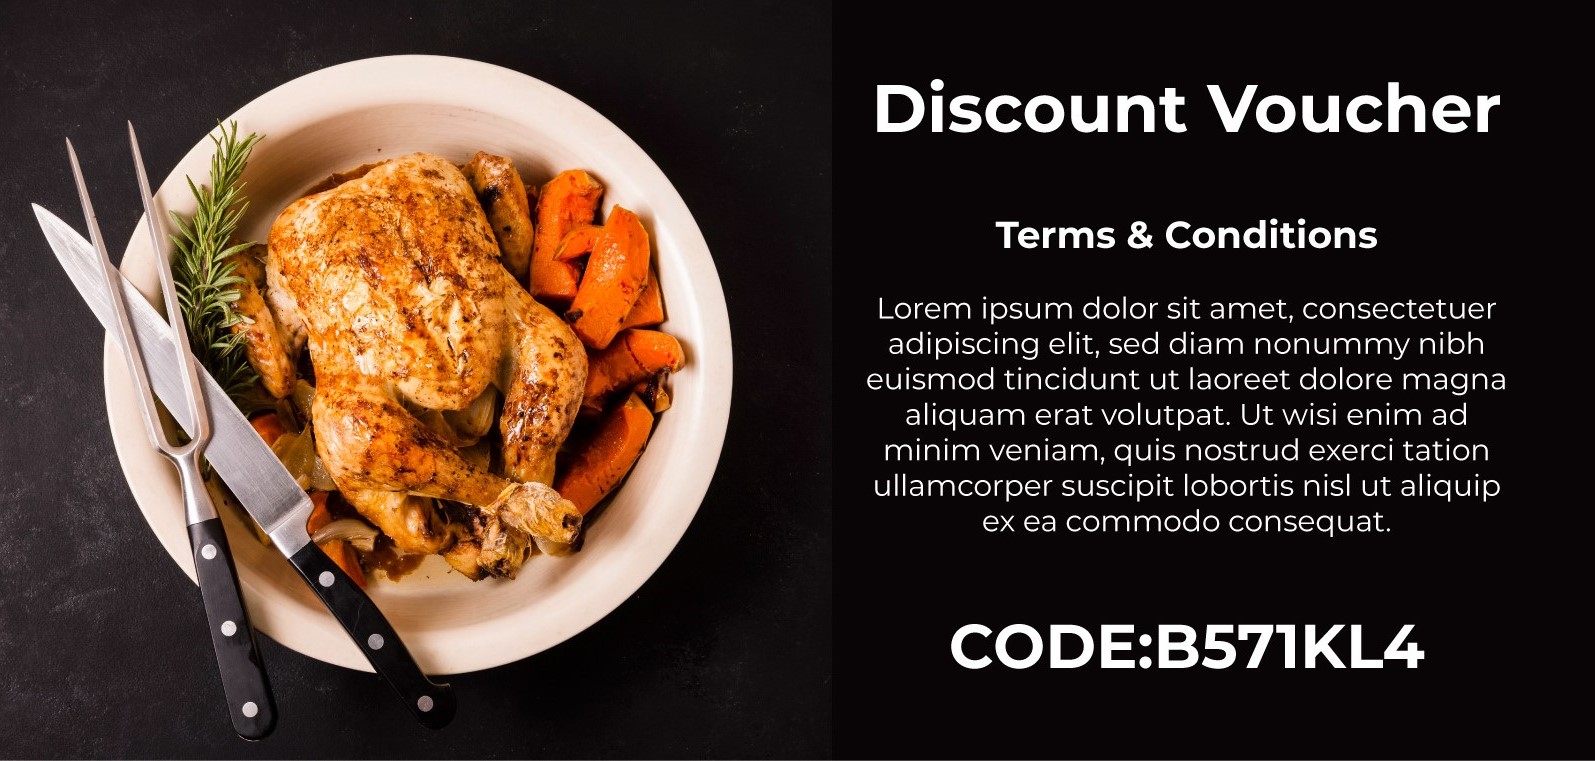 Discount Voucher
Terms & Conditions
Lorem ipsum dolor sit amet, consectetuer
adipiscing elit, sed diam nonummy nibh
euismod tincidunt ut laoreet dolore magna
aliquam erat volutpat. Ut wisi enim ad
minim veniam, quis nostrud exerci tation
ullamcorper suscipit lobortis nisl ut aliquip
ex ea commodo consequat.
CODE:B571KL4